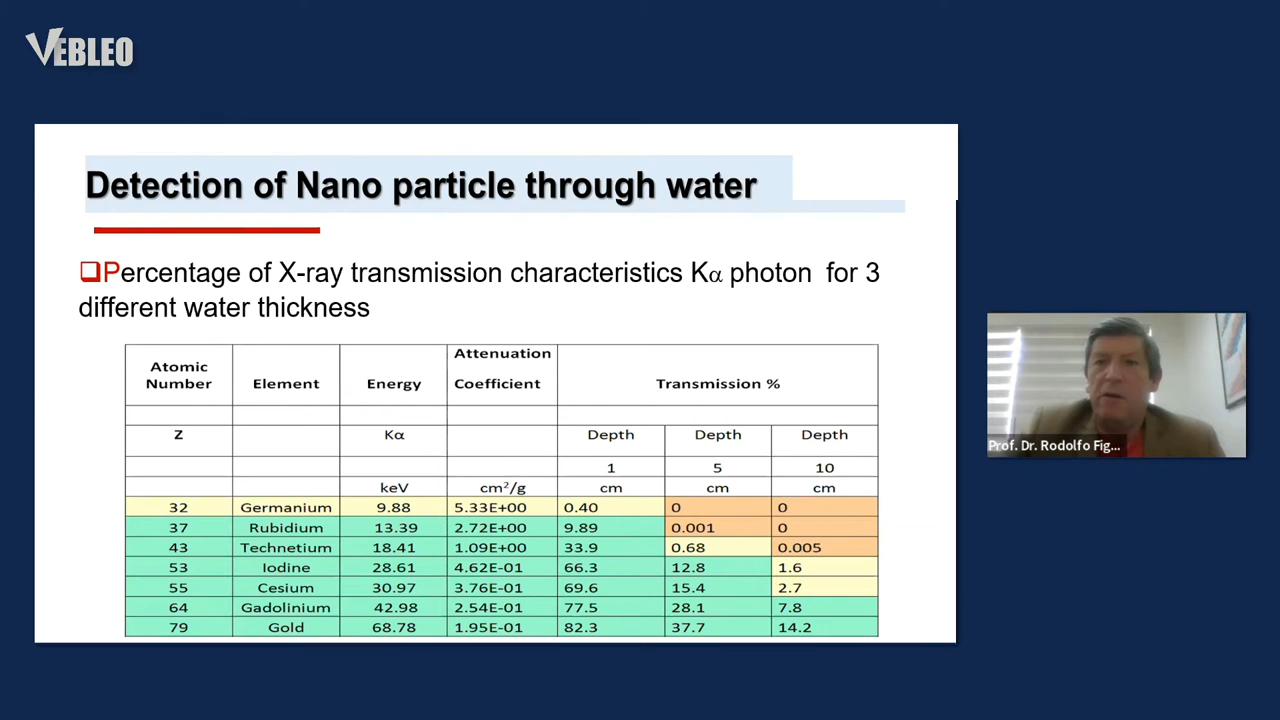 VEBLEO
Detection of Nano particle through water
Percentage of X-ray transmission characteristics Kα photon for 3
different water thickness
Atomic Number Element Energy Attenuation Coefficient Transmission %
Z Kα Depth Depth Depth
1 5 10
keV cm²/g cm cm cm
32 Germanium 9.88 5.33E+00 0.40 0 0
37 Rubidium 13.39 2.72E+00 9.89 0.001 0
43 Technetium 18.41 1.09E+00 33.9 0.68 0.005
53 Iodine 28.61 4.62E-01 66.3 12.8 1.6
55 Cesium 30.97 3.76E-01 69.6 15.4 2.7
64 Gadolinium 42.98 2.54E-01 77.5 28.1 7.8
79 Gold 68.78 1.95E-01 82.3 37.7 14.2
Prof. Dr. Rodolfo Fig...